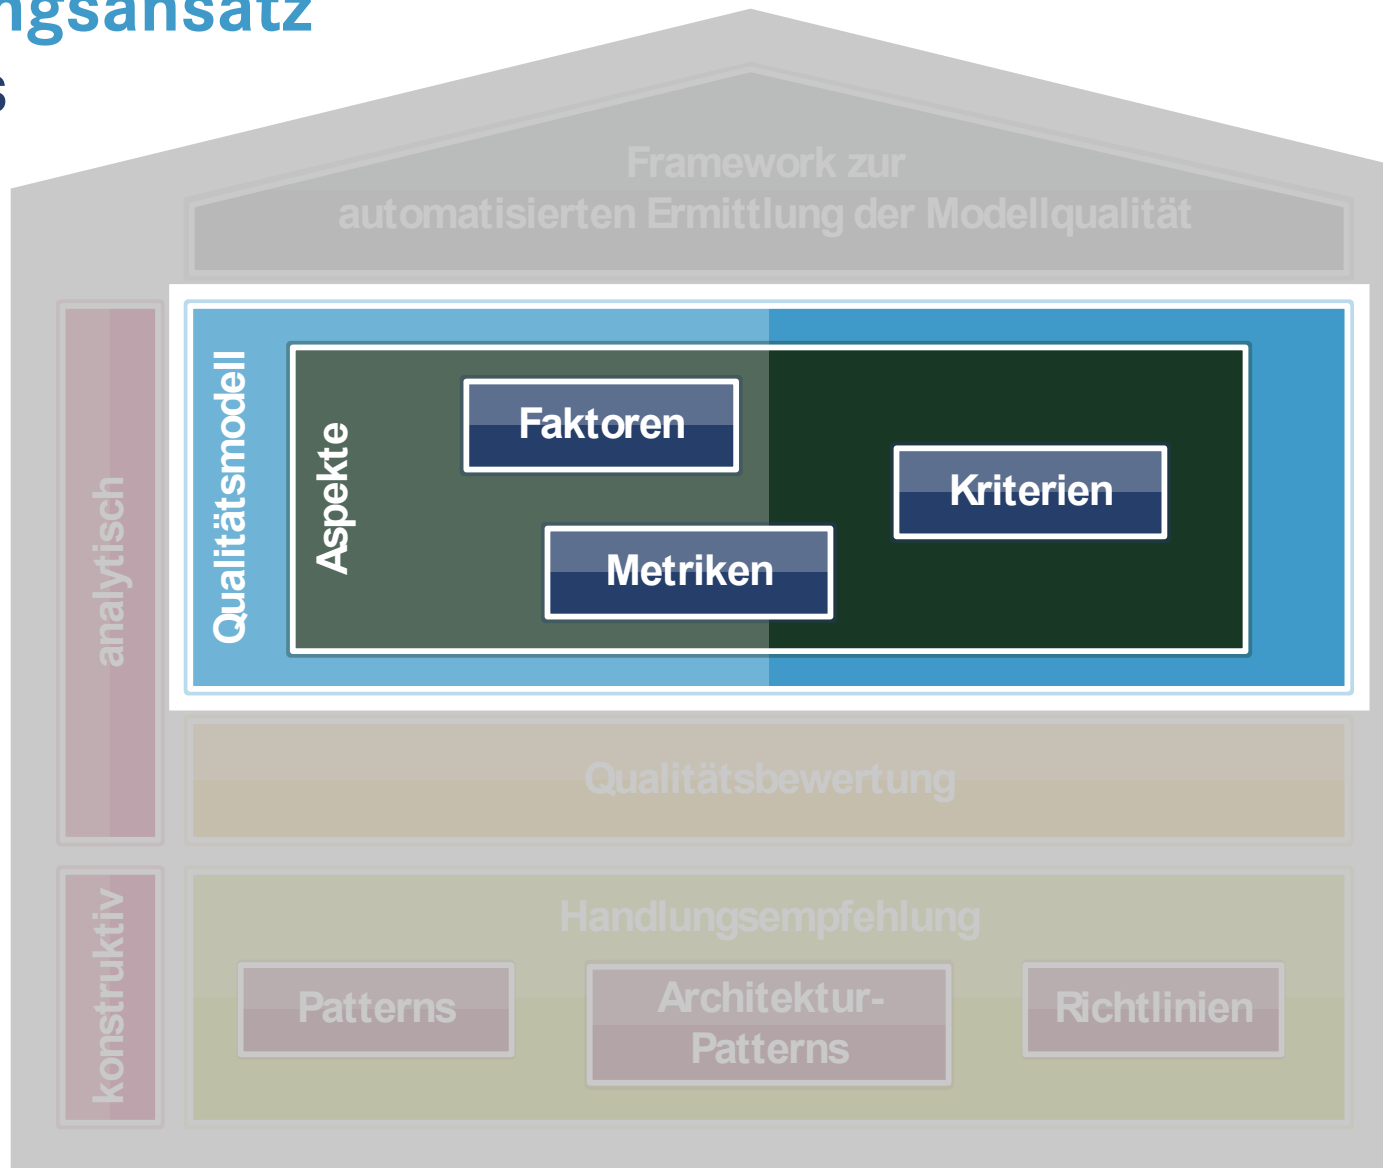 ngsansatz
s
Framework zur
automatisierten Ermittlung der Modellqualität
analytisch
Qualitätsmodell
Aspekte
Faktoren
Kriterien
Metriken
Qualitätsbewertung
konstruktiv
Handlungsempfehlung
Patterns
Architektur-
Patterns
Richtlinien